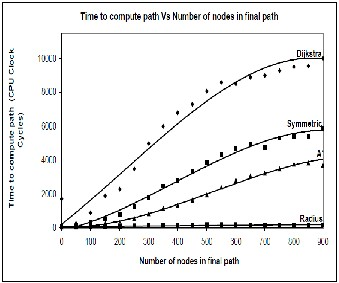 Time to compute path Vs Number of nodes in final path
Time to compute path (CPU Clock
Cycles)
10000
8000
6000
4000
2000
0
Dijkstra
Symmetric
A*
Radius
0 100 200 300 400 500 600 700 800 900
Number of nodes in final path